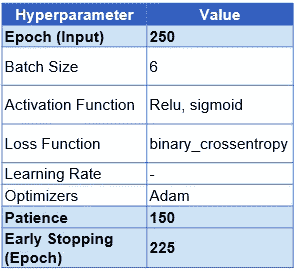 Hyperparameter Value
Epoch (Input) 250
Batch Size 6
Activation Function Relu, sigmoid
Loss Function binary_crossentropy
Learning Rate -
Optimizers Adam
Patience 150
Early Stopping 225
(Epoch)